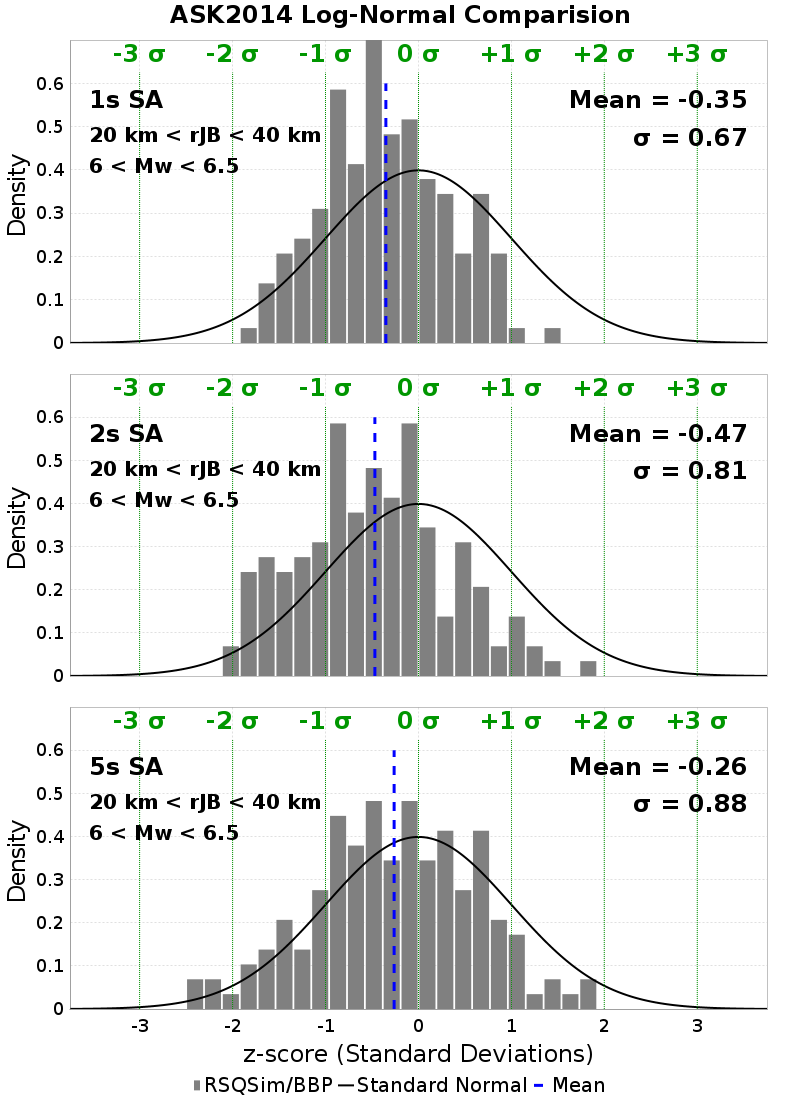 ASK2014 Log-Normal Comparision
-3 σ -2 σ -1 σ 0 σ +1 σ +2 σ +3 σ
1s SA
20 km < rJB < 40 km
6 < Mw < 6.5
Mean = -0.35
σ = 0.67
Density
0.6
0.5
0.4
0.3
0.2
0.1
0
-3 σ -2 σ -1 σ 0 σ +1 σ +2 σ +3 σ
2s SA
20 km < rJB < 40 km
6 < Mw < 6.5
Mean = -0.47
σ = 0.81
Density
0.6
0.5
0.4
0.3
0.2
0.1
0
-3 σ -2 σ -1 σ 0 σ +1 σ +2 σ +3 σ
5s SA
20 km < rJB < 40 km
6 < Mw < 6.5
Mean = -0.26
σ = 0.88
Density
0.6
0.5
0.4
0.3
0.2
0.1
0
-3 -2 -1 0 1 2 3
z-score (Standard Deviations)
RSQSim/BBP Standard Normal Mean